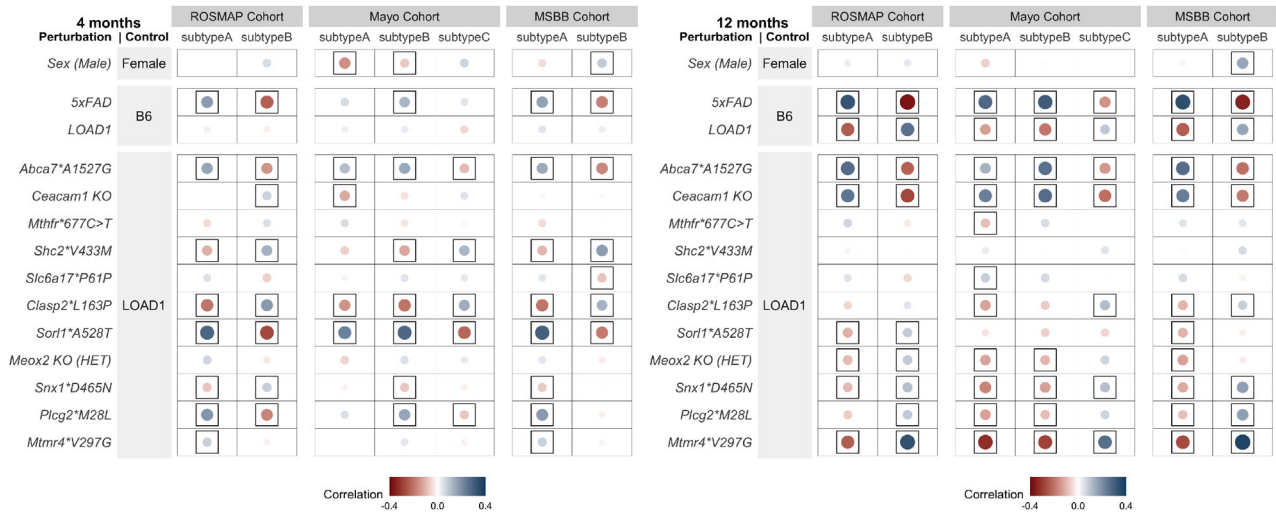 4 months
ROSMAP Cohort Mayo Cohort MSBB Cohort
Perturbation | Control subtypeA subtypeB subtypeA subtypeB subtypeC subtypeA subtypeB
Sex (Male) Female
5xFAD
B6
LOAD1
Abca7*A1527G
Ceacam1 KO
Mthfr*677C>T
Shc2*V433M
Slc6a17*P61P
Clasp2*L163P LOAD1
Sorl1*A528T
Meox2 KO (HET)
Snx1*D465N
Plcg2*M28L
Mtmr4*V297G
Correlation
-0.4 0.0 0.4
12 months
ROSMAP Cohort Mayo Cohort MSBB Cohort
Perturbation | Control subtypeA subtypeB subtypeA subtypeB subtypeC subtypeA subtypeB
Sex (Male) Female
5xFAD
B6
LOAD1
Abca7*A1527G
Ceacam1 KO
Mthfr*677C>T
Shc2*V433M
Slc6a17*P61P
Clasp2*L163P LOAD1
Sorl1*A528T
Meox2 KO (HET)
Snx1*D465N
Plcg2*M28L
Mtmr4*V297G
Correlation
-0.4 0.0 0.4